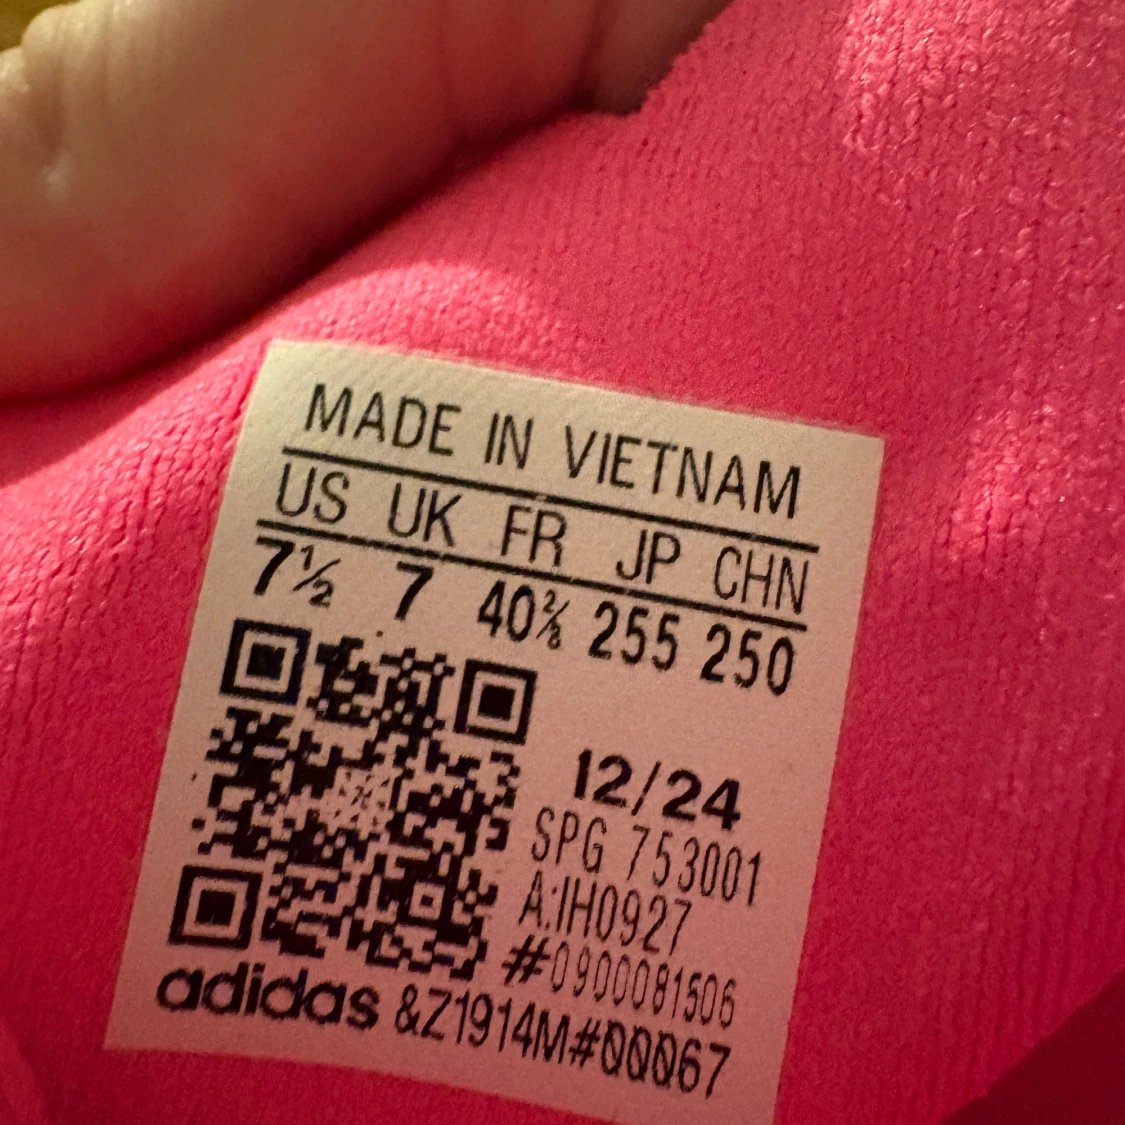 MADE IN VIETNAM
US UK FR JP CHN
7½ 7 40⅔ 255 250
12/24
SPG 753001
A:IH0927
#0900081506
adidas &Z1914M#00067